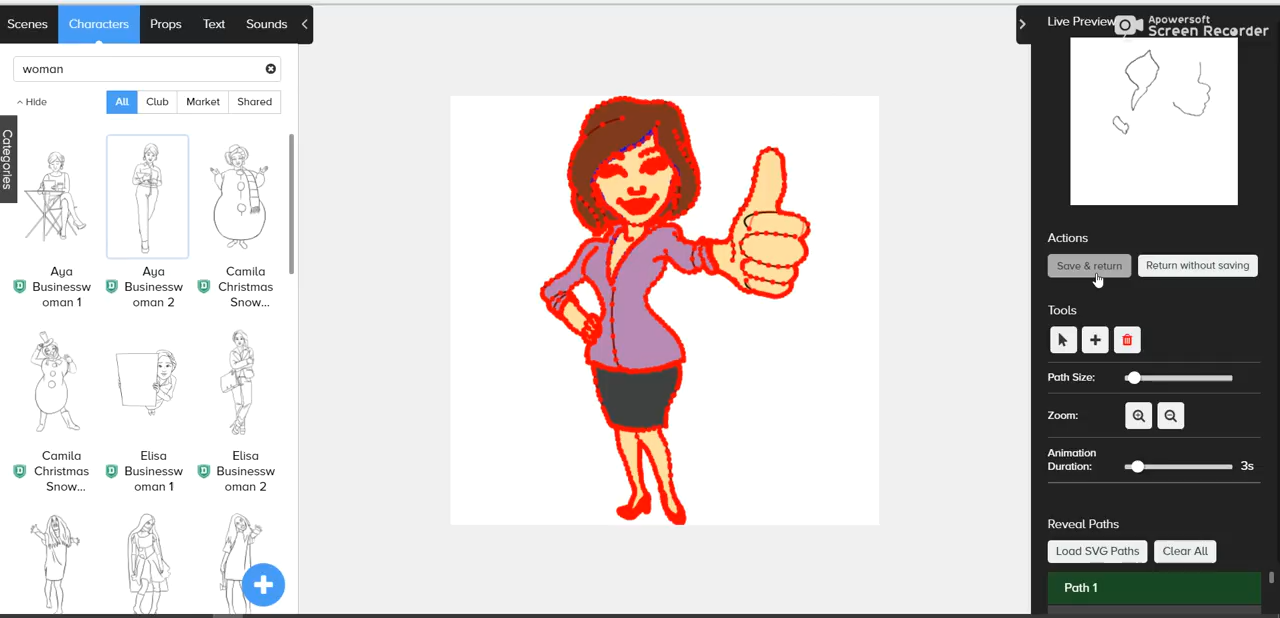 Scenes Characters Props Text Sounds
woman
Hide
All Club Market Shared
Categories
Aya Businessw oman 1
Aya Businessw oman 2
Camila Christmas Snow...
Camila Christmas Snow...
Elisa Businessw oman 1
Elisa Businessw oman 2
Live Preview
Apowersoft
Screen Recorder
Actions
Save & return Return without saving
Tools
Path Size:
Zoom:
Animation
Duration: 3s
Reveal Paths
Load SVG Paths Clear All
Path 1